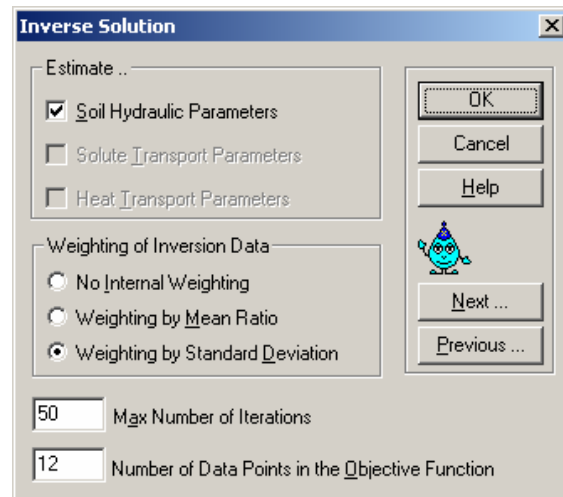 Inverse Solution
Estimate ..
Soil Hydraulic Parameters
Solute Transport Parameters
Heat Transport Parameters
Weighting of Inversion Data
No Internal Weighting
Weighting by Mean Ratio
Weighting by Standard Deviation
50 Max Number of Iterations
12 Number of Data Points in the Objective Function
OK
Cancel
Help
Next ...
Previous ...